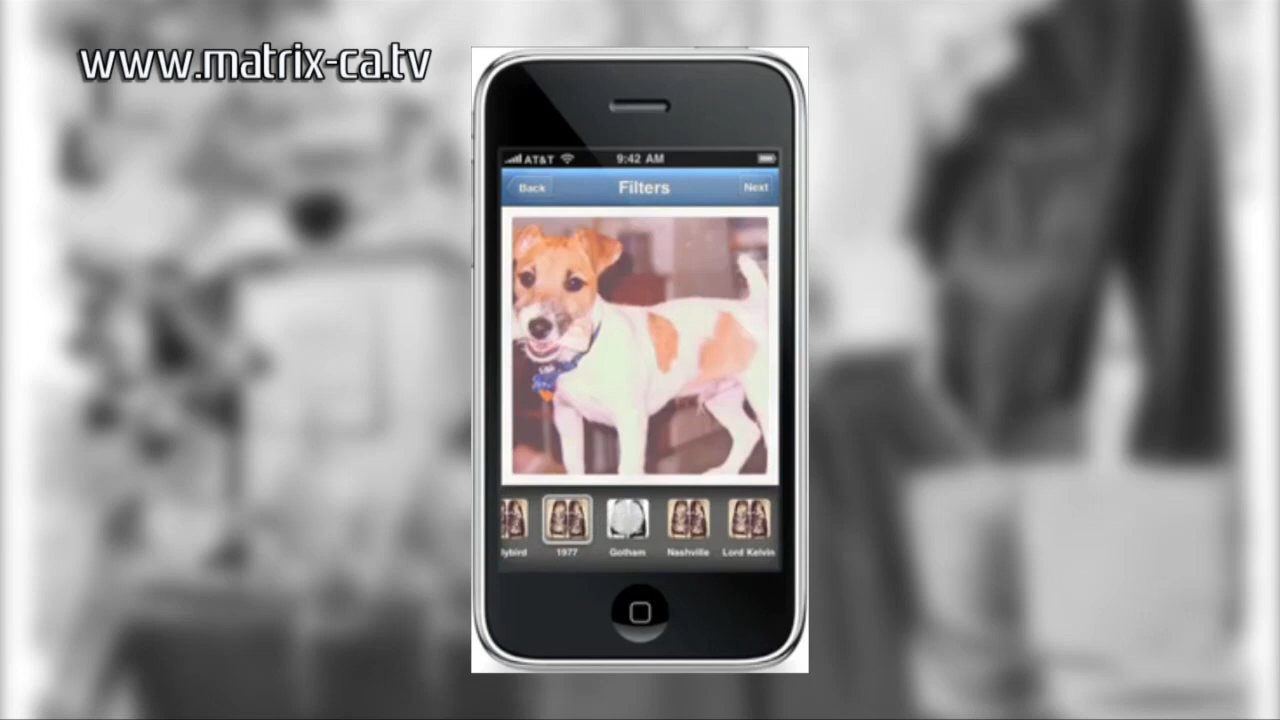 www.matrix-ca.tv
AT&T 9:42 AM
Back Filters Next
lybird 1977 Gotham Nashville Lord Kelvin